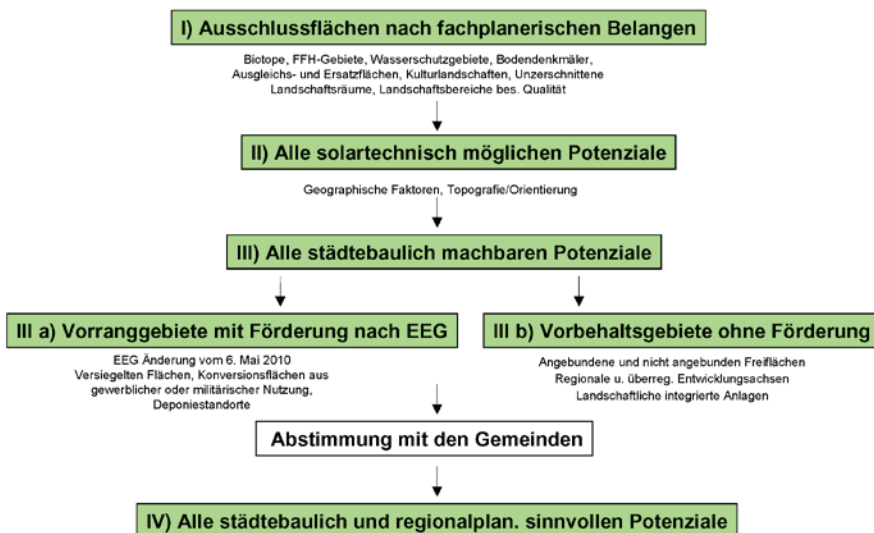 I) Ausschlussflächen nach fachplanerischen Belangen
Biotope, FFH-Gebiete, Wasserschutzgebiete, Bodendenkmäler,
Ausgleichs- und Ersatzflächen, Kulturlandschaften, Unzerschnittene
Landschaftsräume, Landschaftsbereiche bes. Qualität
II) Alle solartechnisch möglichen Potenziale
Geographische Faktoren, Topografie/Orientierung
III) Alle städtebaulich machbaren Potenziale
III a) Vorranggebiete mit Förderung nach EEG
EEG Änderung vom 6. Mai 2010
Versiegelten Flächen, Konversionsflächen aus
gewerblicher oder militärischer Nutzung,
Deponiestandorte
III b) Vorbehaltsgebiete ohne Förderung
Angebundene und nicht angebunden Freiflächen
Regionale u. überreg. Entwicklungsachsen
Landschaftliche integrierte Anlagen
Abstimmung mit den Gemeinden
IV) Alle städtebaulich und regionalplan. sinnvollen Potenziale